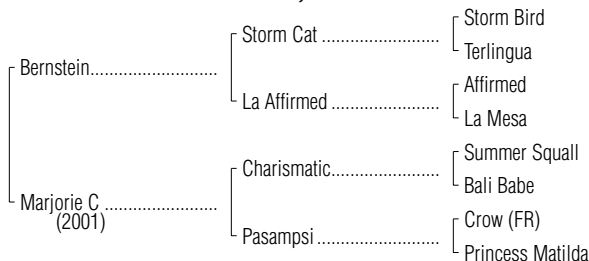 Storm Bird
Storm Cat
Terlingua
Bernstein
Affirmed
La Affirmed
La Mesa
Summer Squall
Charismatic
Bali Babe
Marjorie C
(2001)
Crow (FR)
Pasampsi
Princess Matilda